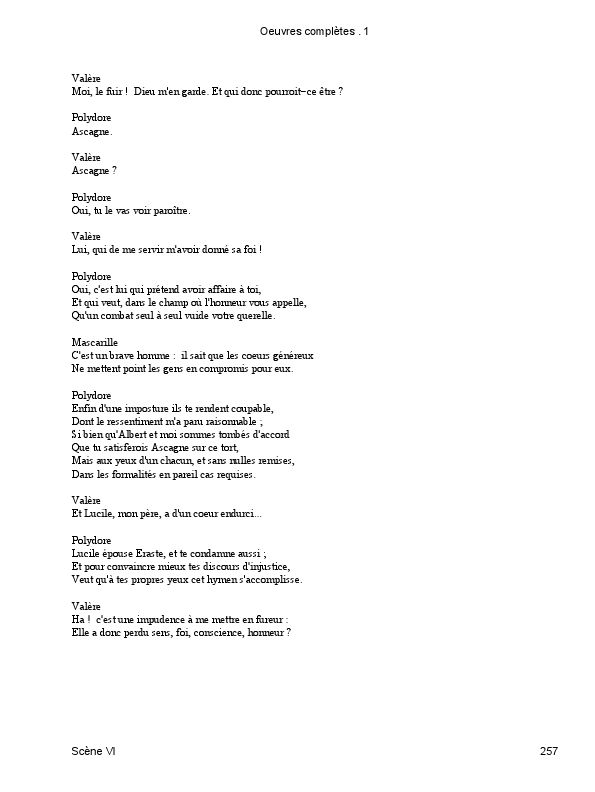 Oeuvres complètes . 1
Valère
Moi, le fuir !  Dieu m'en garde. Et qui donc pourroit-ce être ?
Polydore
Ascagne.
Valère
Ascagne ?
Polydore
Oui, tu le vas voir paroître.
Valère
Lui, qui de me servir m'avoir donné sa foi !
Polydore
Oui, c'est lui qui prétend avoir affaire à toi,
Et qui veut, dans le champ où l'honneur vous appelle,
Qu'un combat seul à seul vuide votre querelle.
Mascarille
C'est un brave homme :  il sait que les coeurs généreux
Ne mettent point les gens en compromis pour eux.
Polydore
Enfin d'une imposture ils te rendent coupable,
Dont le ressentiment m'a paru raisonnable ;
Si bien qu'Albert et moi sommes tombés d'accord
Que tu satisferois Ascagne sur ce tort,
Mais aux yeux d'un chacun, et sans nulles remises,
Dans les formalités en pareil cas requises.
Valère
Et Lucile, mon père, a d'un coeur endurci...
Polydore
Lucile épouse Eraste, et te condamne aussi ;
Et pour convaincre mieux tes discours d'injustice,
Veut qu'à tes propres yeux cet hymen s'accomplisse.
Valère
Ha !  c'est une impudence à me mettre en fureur :
Elle a donc perdu sens, foi, conscience, honneur ?
Scène VI
257